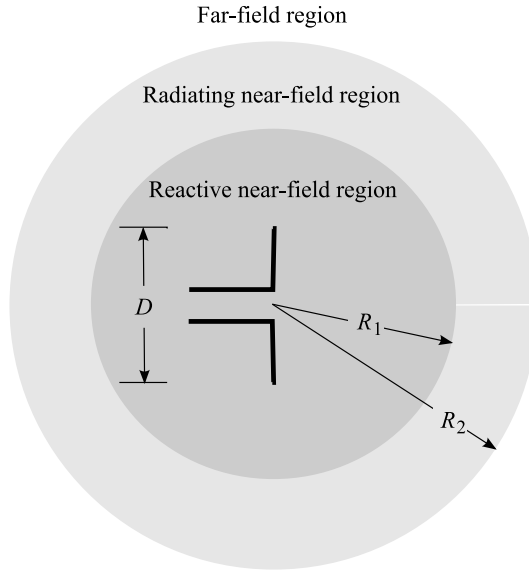 Far-field region
Radiating near-field region
Reactive near-field region
D
R1
R2